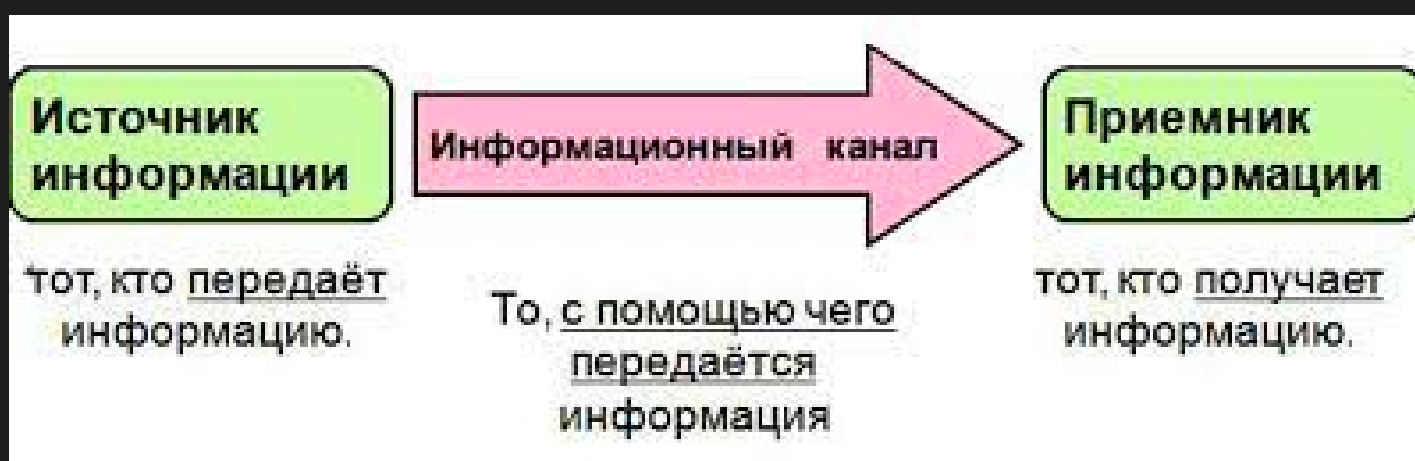 Источник
информации
Информационный канал
Приемник
информации
тот, кто передаёт
информацию.
То, с помощью чего
передаётся
информация
тот, кто получает
информацию.